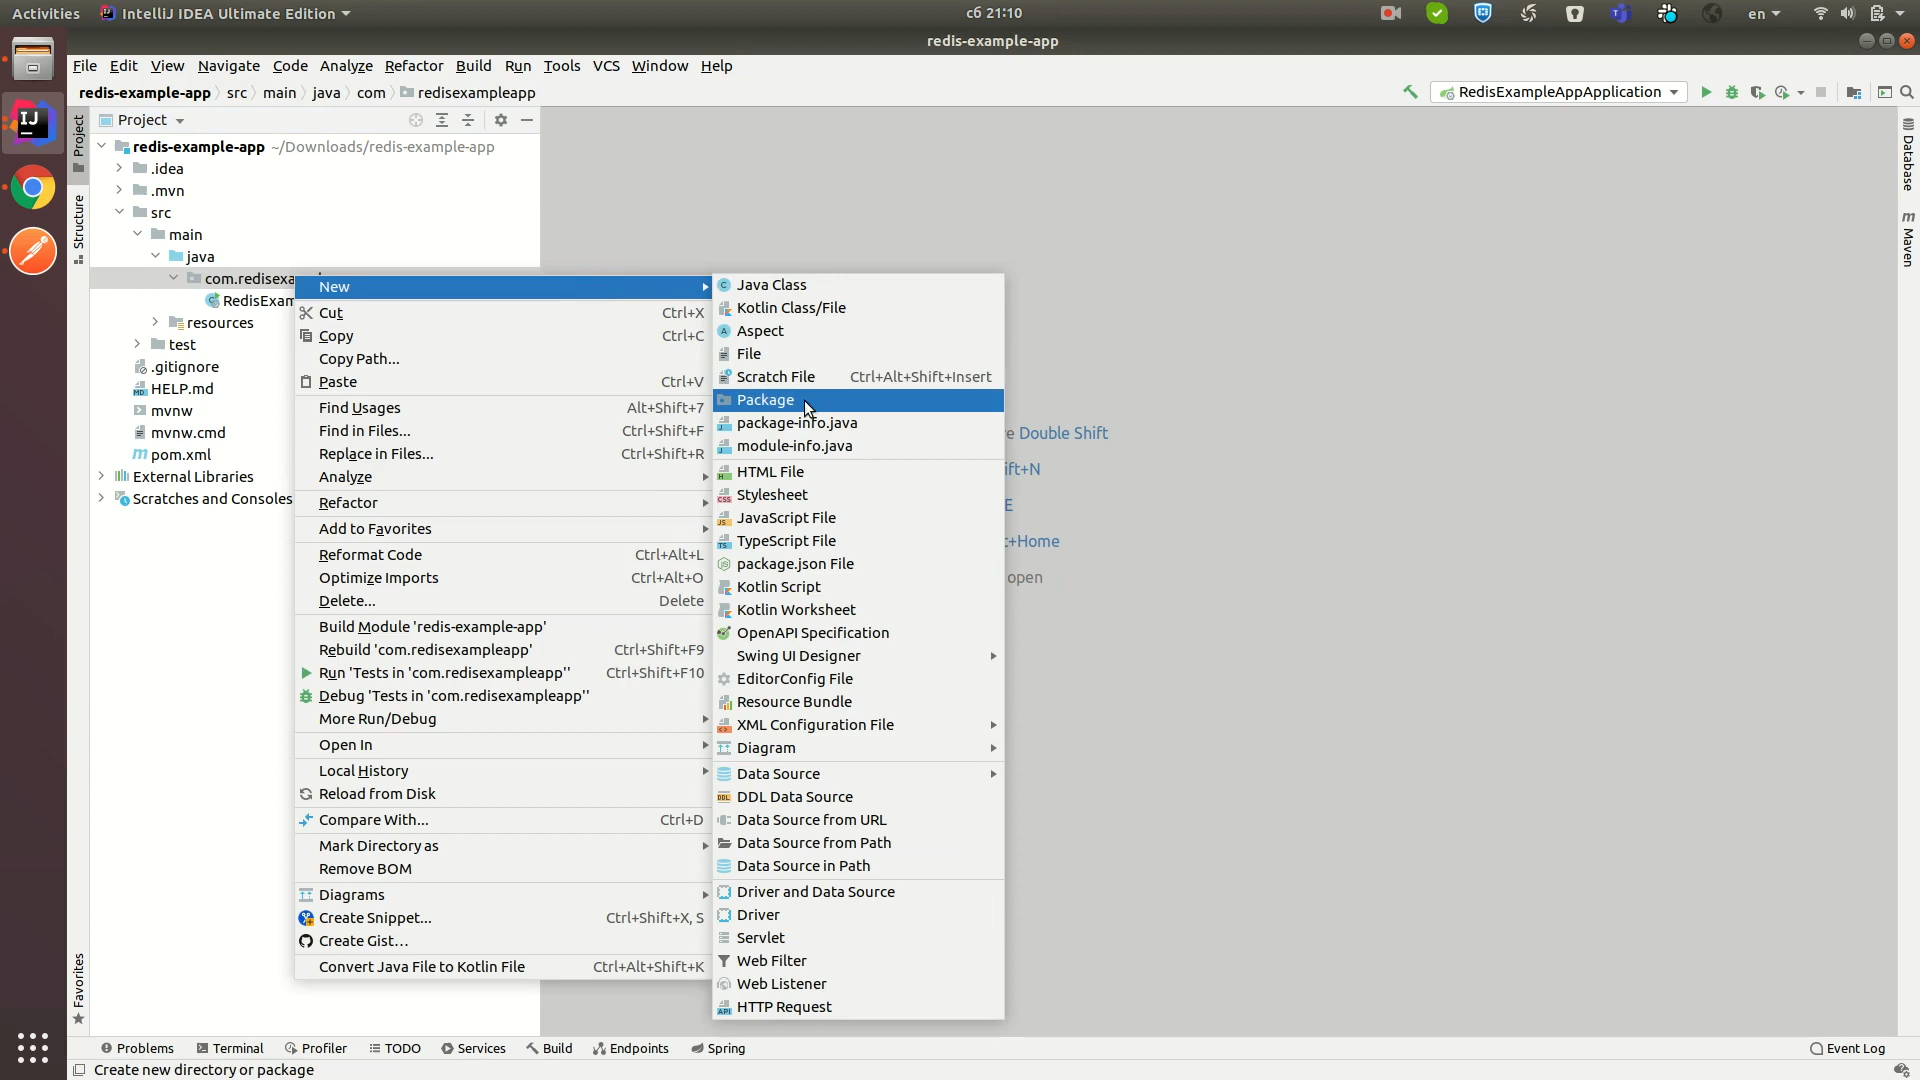 Activities
IntelliJ IDEA Ultimate Edition
сб 21:10
en
redis-example-app
File Edit View Navigate Code Analyze Refactor Build Run Tools VCS Window Help
redis-example-app src main java com redisexampleapp
RedisExampleAppApplication
Project
Structure
Favorites
Database
m Maven
Project
redis-example-app ~/Downloads/redis-example-app
.idea
.mvn
src
main
java
com.redisexa
RedisExam
resources
test
.gitignore
HELP.md
mvnw
mvnw.cmd
pom.xml
External Libraries
Scratches and Consoles
New
Cut Ctrl+X
Copy Ctrl+C
Copy Path...
Paste Ctrl+V
Find Usages Alt+Shift+7
Find in Files... Ctrl+Shift+F
Replace in Files... Ctrl+Shift+R
Analyze
Refactor
Add to Favorites
Reformat Code Ctrl+Alt+L
Optimize Imports Ctrl+Alt+O
Delete... Delete
Build Module 'redis-example-app'
Rebuild 'com.redisexampleapp' Ctrl+Shift+F9
Run 'Tests in 'com.redisexampleapp'' Ctrl+Shift+F10
Debug 'Tests in 'com.redisexampleapp''
More Run/Debug
Open In
Local History
Reload from Disk
Compare With... Ctrl+D
Mark Directory as
Remove BOM
Diagrams
Create Snippet... Ctrl+Shift+X, S
Create Gist...
Convert Java File to Kotlin File Ctrl+Alt+Shift+K
Java Class
Kotlin Class/File
Aspect
File
Scratch File Ctrl+Alt+Shift+Insert
Package
package-info.java
module-info.java
HTML File
Stylesheet
JavaScript File
TypeScript File
package.json File
Kotlin Script
Kotlin Worksheet
OpenAPI Specification
Swing UI Designer
EditorConfig File
Resource Bundle
XML Configuration File
Diagram
Data Source
DDL Data Source
Data Source from URL
Data Source from Path
Data Source in Path
Driver and Data Source
Driver
Servlet
Web Filter
Web Listener
HTTP Request
e Double Shift
ift+N
E
t+Home
open
Problems Terminal Profiler TODO Services Build Endpoints Spring
Event Log
Create new directory or package